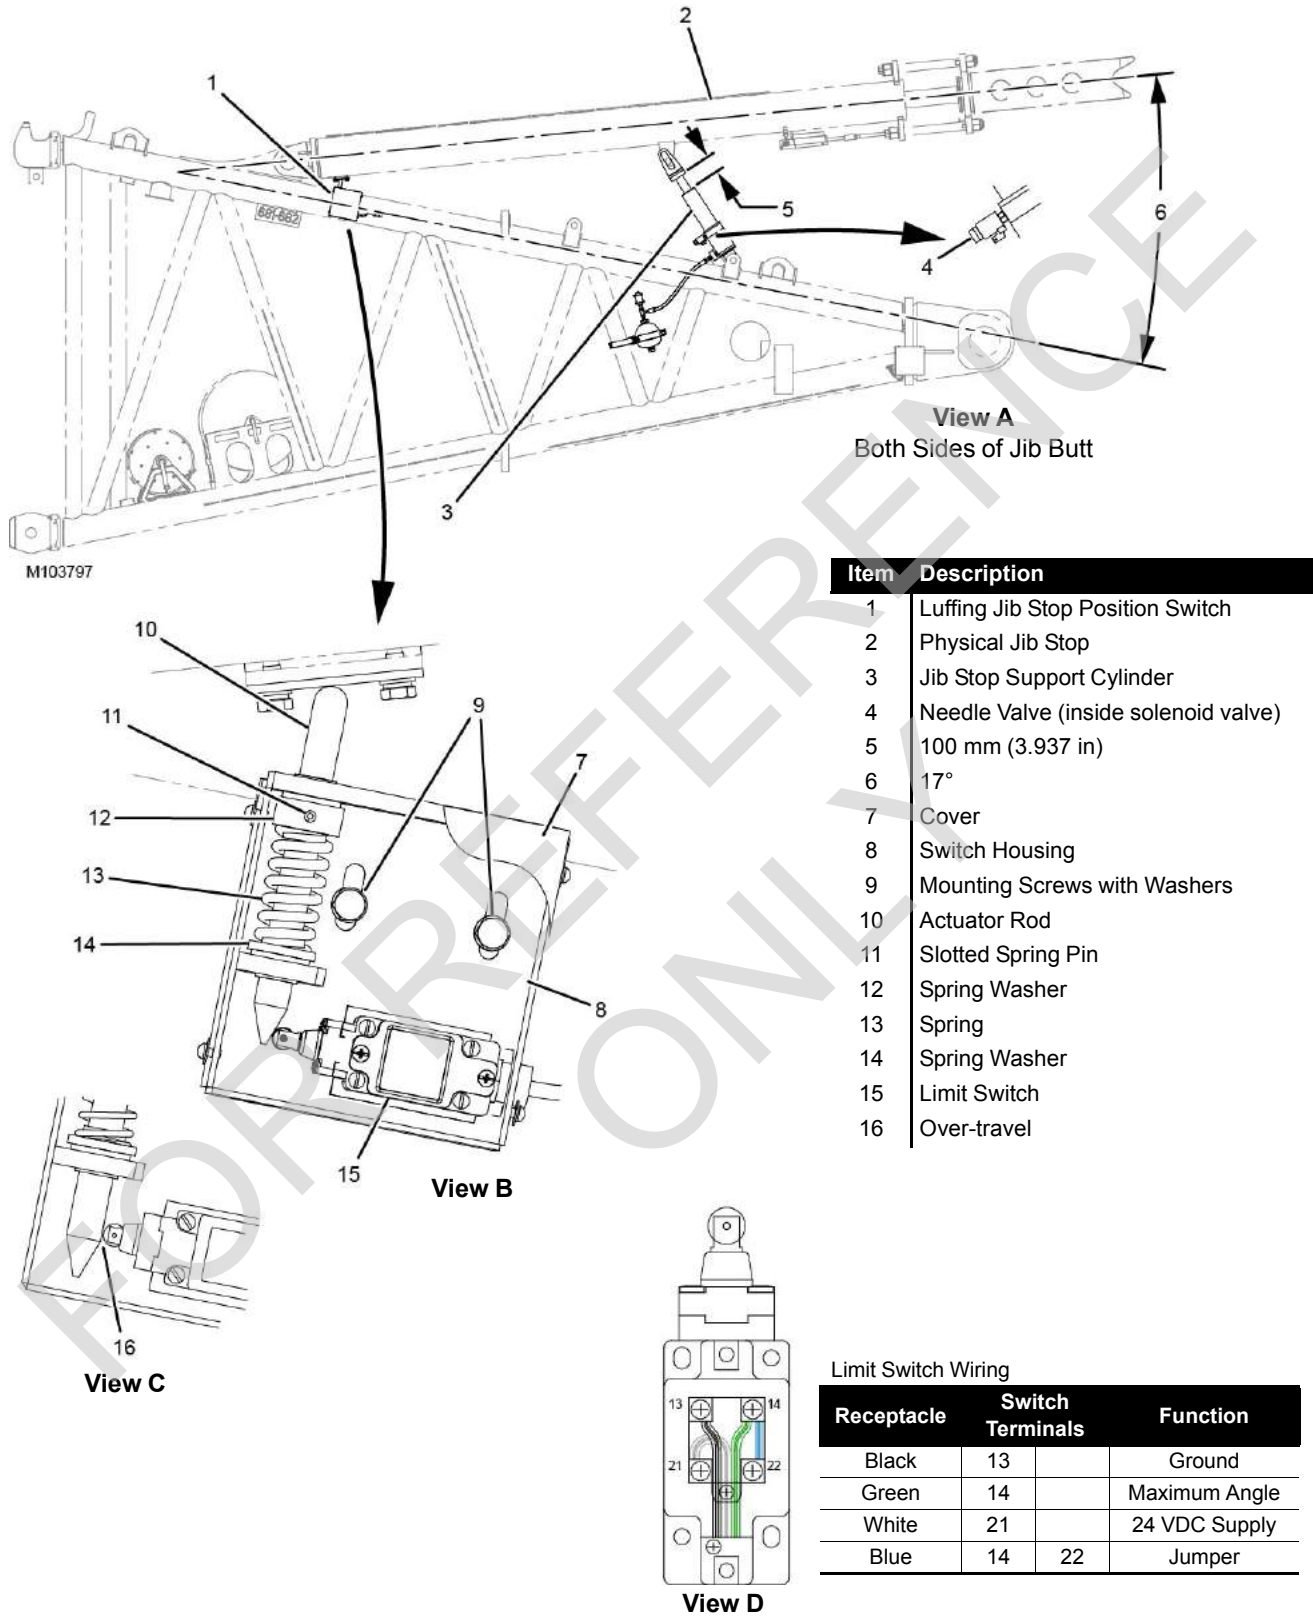 2
1
681-682
5
4
6
View A
Both Sides of Jib Butt
3
M103797
Item Description
1 Luffing Jib Stop Position Switch
2 Physical Jib Stop
3 Jib Stop Support Cylinder
4 Needle Valve (inside solenoid valve)
5 100 mm (3.937 in)
6 17°
7 Cover
8 Switch Housing
9 Mounting Screws with Washers
10 Actuator Rod
11 Slotted Spring Pin
12 Spring Washer
13 Spring
14 Spring Washer
15 Limit Switch
16 Over-travel
10
9
11
7
12
13
14
8
15
View B
16
View C
13 14
21 22
View D
Limit Switch Wiring
Receptacle Switch Terminals Function
Black 13 Ground
Green 14 Maximum Angle
White 21 24 VDC Supply
Blue 14 22 Jumper
FOR REFERENCE
ONLY